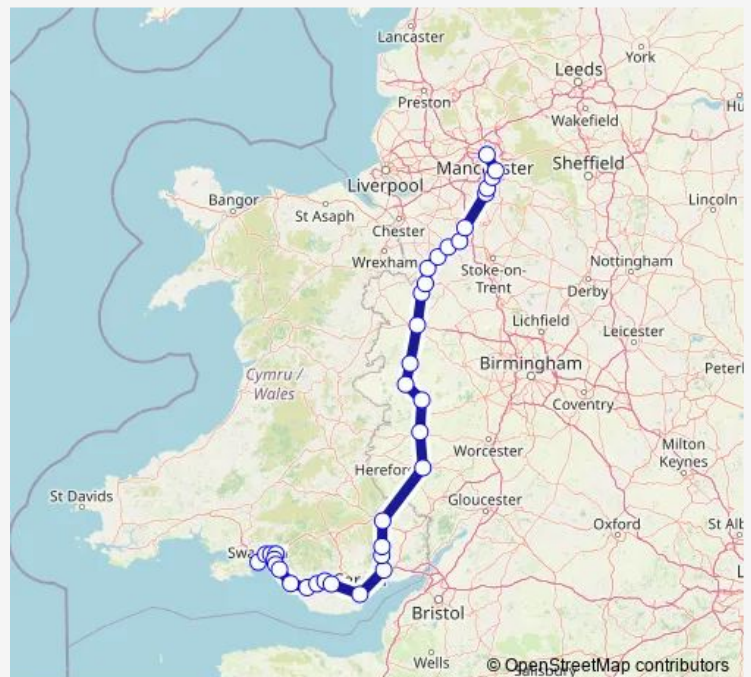 Lancaster
York
Leeds
Preston
Wakefield
Manchester
Sheffield
Liverpool
Bangor
Lincoln
St Asaph
Chester
Wrexham
Stoke-on-
Trent
Nottingham
Derby
Lichfield
Leicester
Birmingham
Cymru /
Wales
Coventry
Worcester
Milton
Keynes
Hereford
St Davids
Gloucester
Oxford
Bristol
Wells
© OpenStreetMap contributors